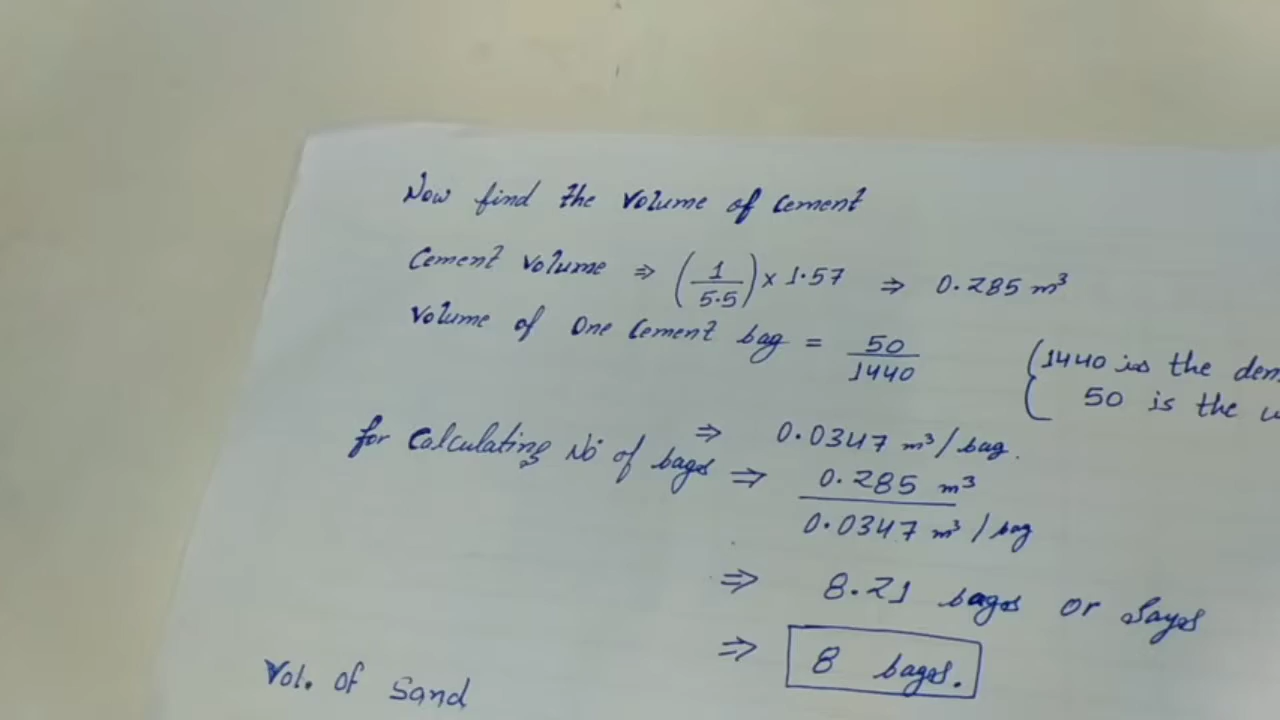 Now find the volume of cement
Cement volume ⇒ (1/5.5) x 1.57 ⇒ 0.285 m³
Volume of one cement bag = 50/1440
(1440 is the
50 is the
⇒ 0.0347 m³/bag.
for calculating No of bags ⇒ 0.285 m³
0.0347 m³/bag
⇒ 8.21 bags or Says
⇒ 8 bags.
Vol. of Sand